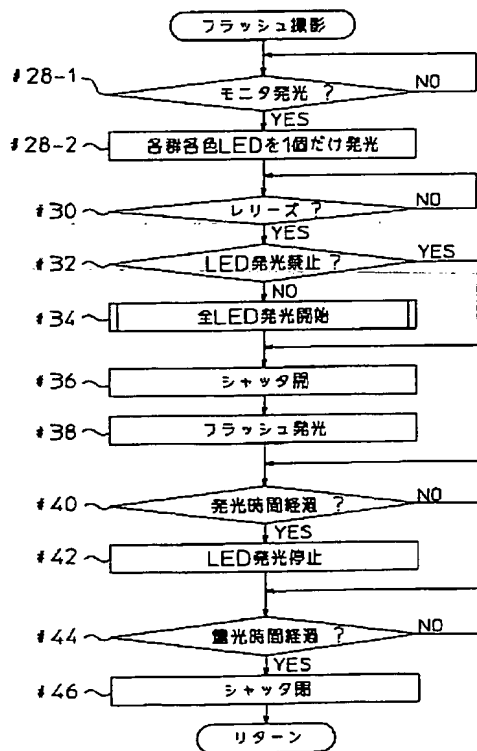 フラッシュ撮影
#28-1 モニタ発光 ? NO
YES
#28-2 各群各色LEDを1個だけ発光
#30 レリーズ ? NO
YES
#32 LED発光禁止 ? YES
NO
#34 全LED発光開始
#36 シャッタ開
#38 フラッシュ発光
#40 発光時間経過 ? NO
YES
#42 LED発光停止
#44 露光時間経過 ? NO
YES
#46 シャッタ閉
リターン